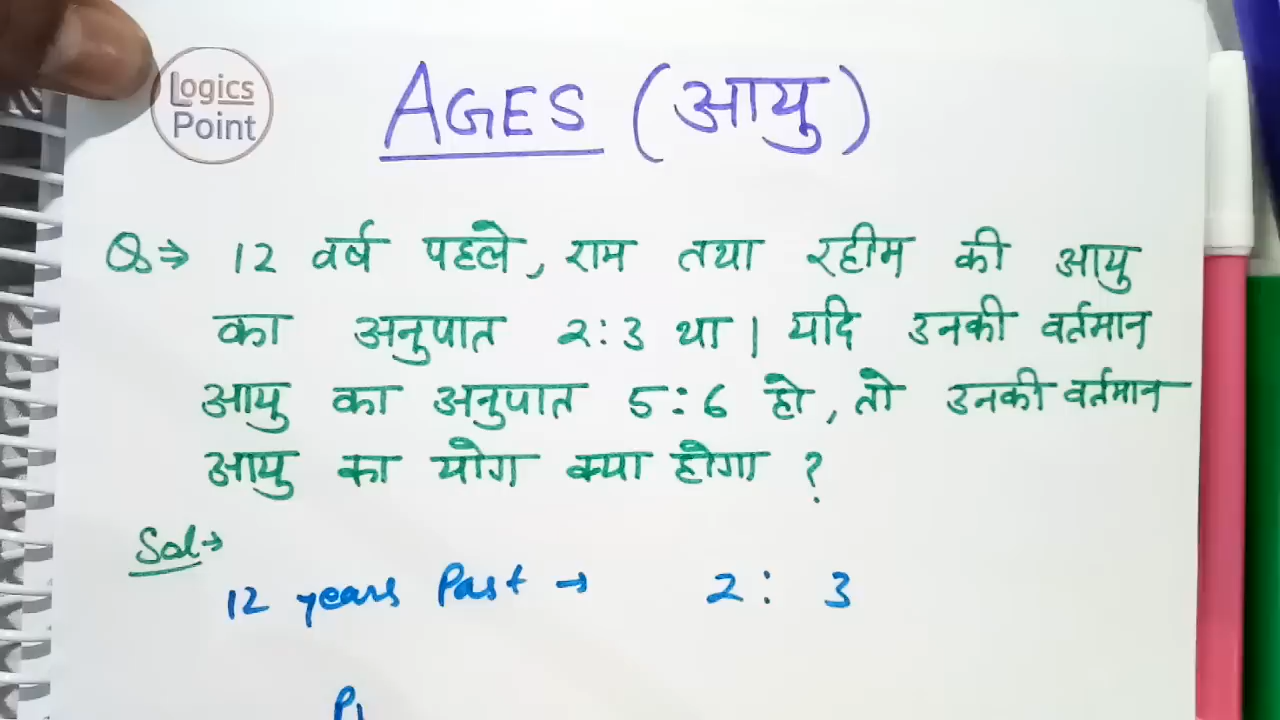 Logics
Point
AGES (आयु)
Q⇒ 12 वर्ष पहले, राम तथा रहीम की आयु
का अनुपात 2:3 था। यदि उनकी वर्तमान
आयु का अनुपात 5:6 हो, तो उनकी वर्तमान
आयु का योग क्या होगा ?
Sol→
12 years Past → 2 : 3